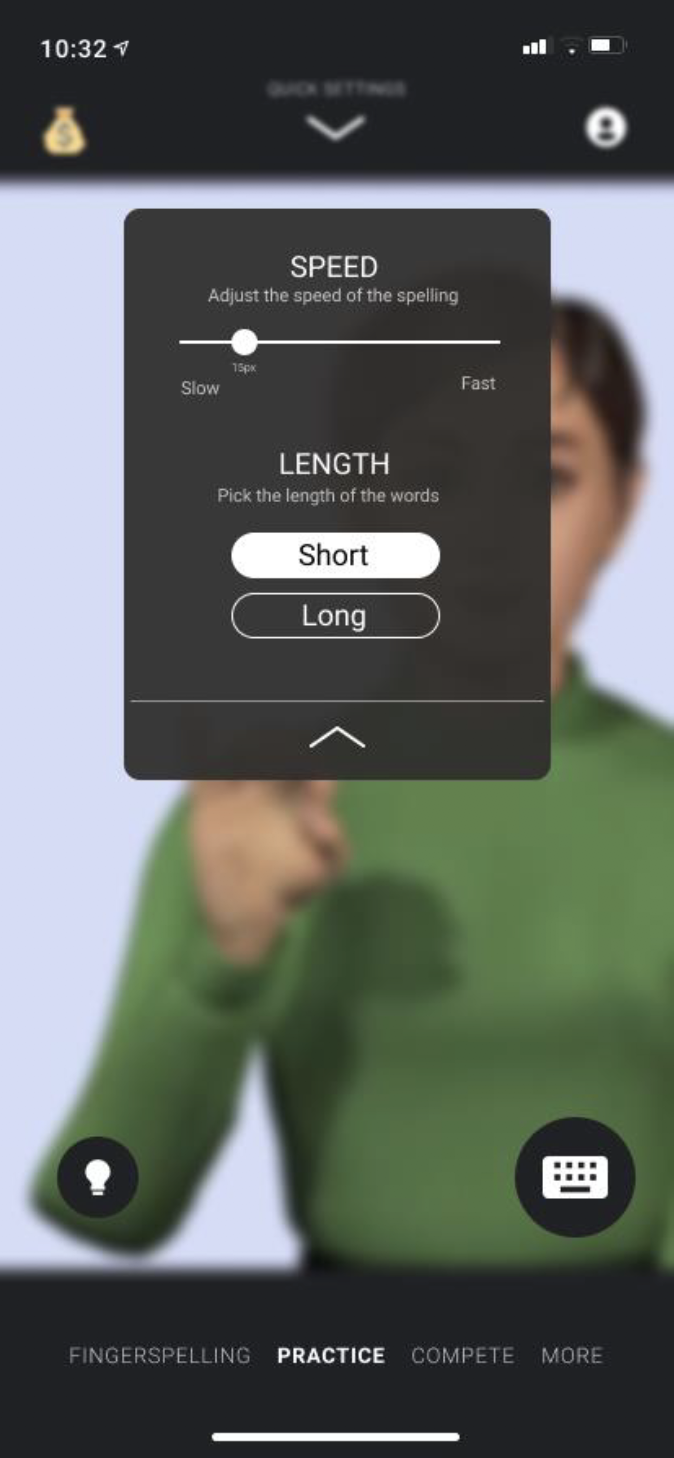 10:32
QUICK SETTINGS
SPEED
Adjust the speed of the spelling
15px
Slow
Fast
LENGTH
Pick the length of the words
Short
Long
FINGERSPELLING
PRACTICE
COMPETE
MORE